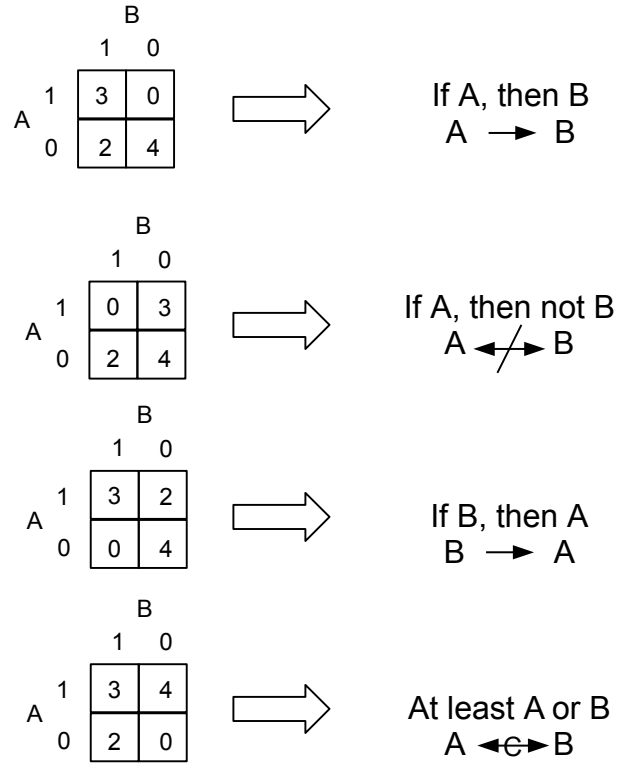 B
1 0
A 1 3 0
0 2 4
If A, then B
A B
B
1 0
A 1 0 3
0 2 4
If A, then not B
A B
B
1 0
A 1 3 2
0 0 4
If B, then A
B A
B
1 0
A 1 3 4
0 2 0
At least A or B
A C B